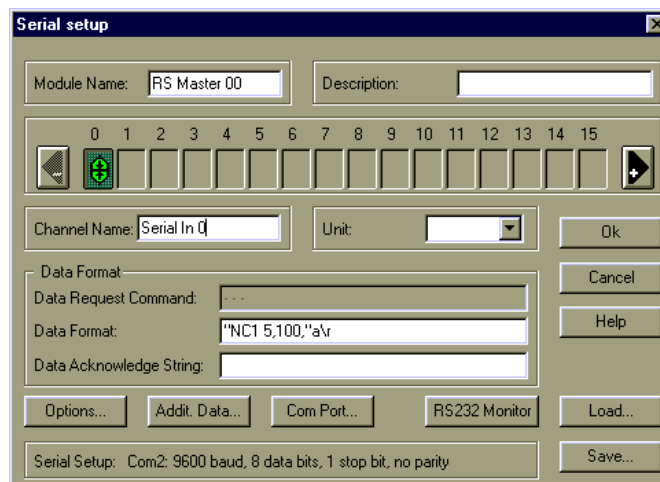 Serial setup
Module Name: RS Master 00 Description:
0 1 2 3 4 5 6 7 8 9 10 11 12 13 14 15
Channel Name: Serial In 0 Unit: Ok
Data Format
Data Request Command: - - - Cancel
Data Format: "NC1 5,100,"a\r Help
Data Acknowledge String:
Options... Addit. Data... Com Port... RS232 Monitor Load...
Serial Setup: Com2: 9600 baud, 8 data bits, 1 stop bit, no parity Save...